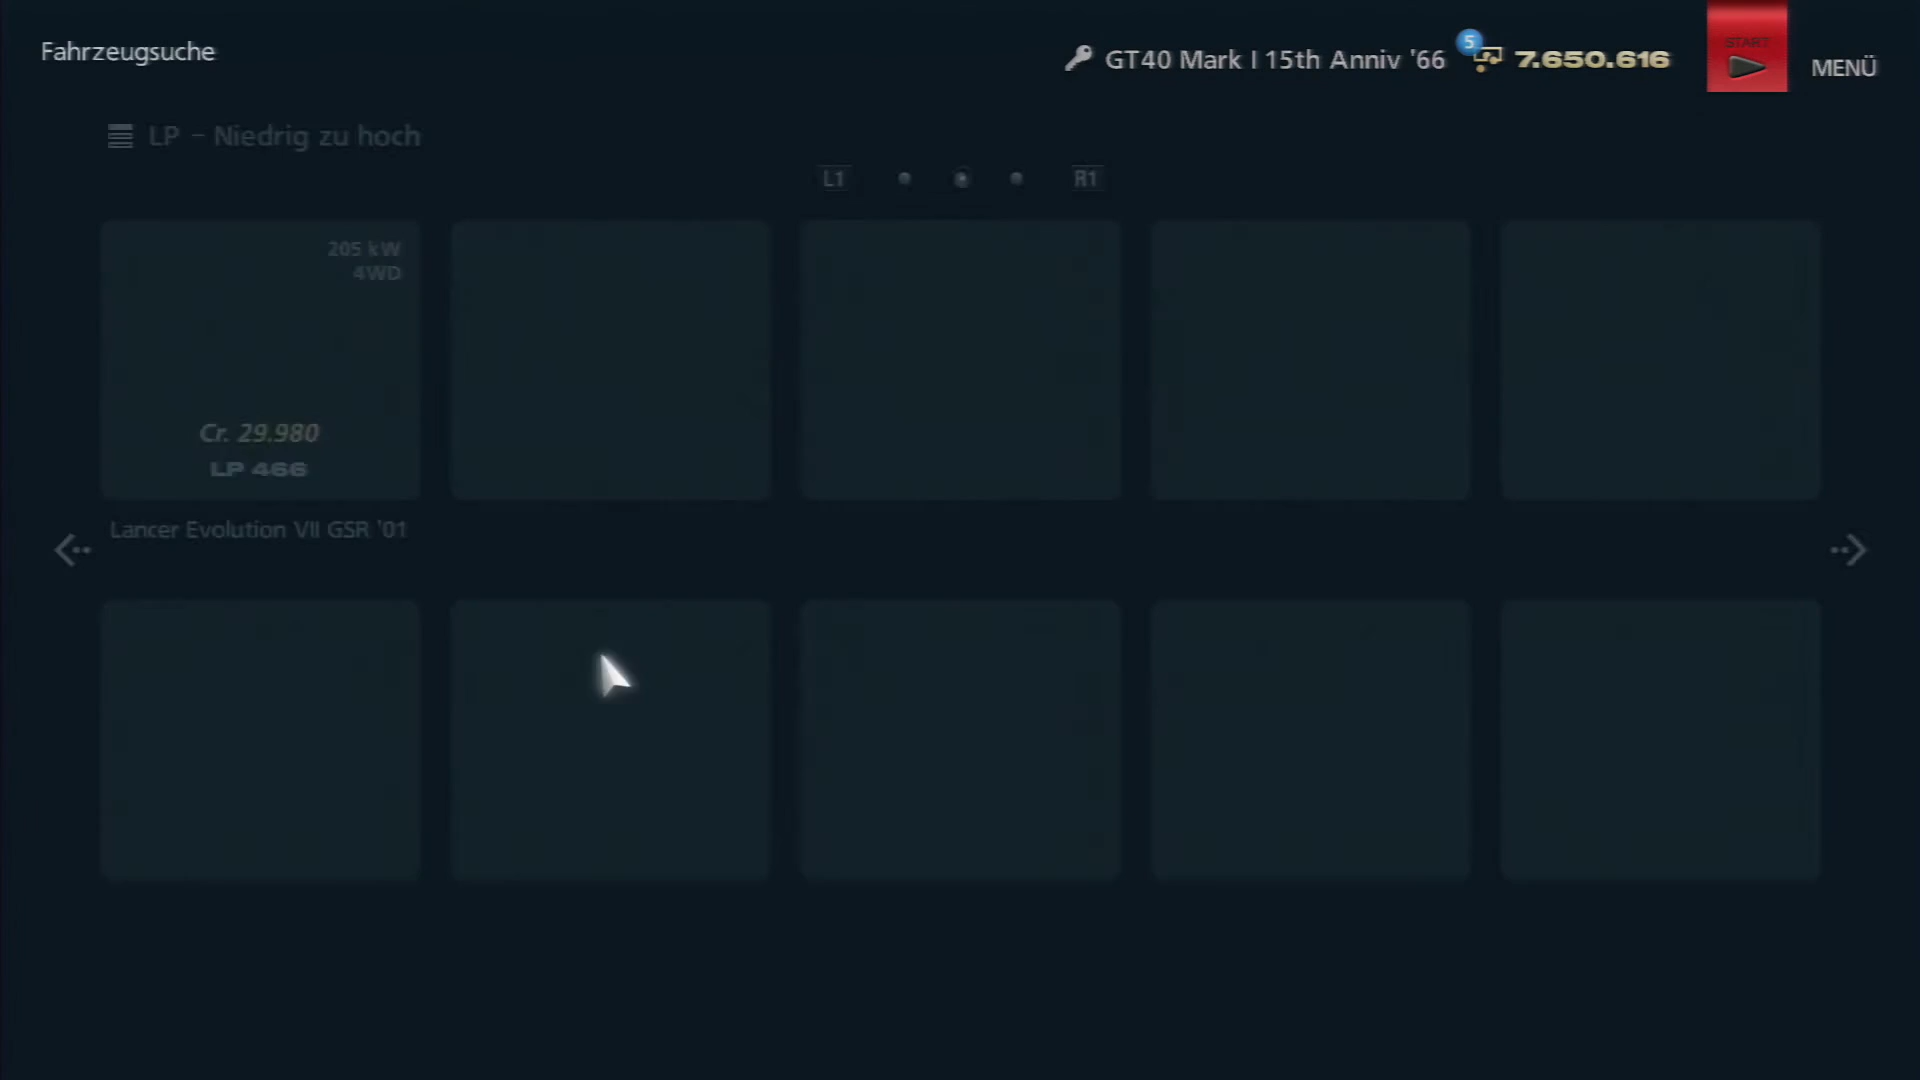 Fahrzeugsuche
GT40 Mark I 15th Anniv '66
5
7.650.616
START
MENÜ
LP - Niedrig zu hoch
L1
R1
205 kW
4WD
Cr. 29.980
LP 466
Lancer Evolution VII GSR '01